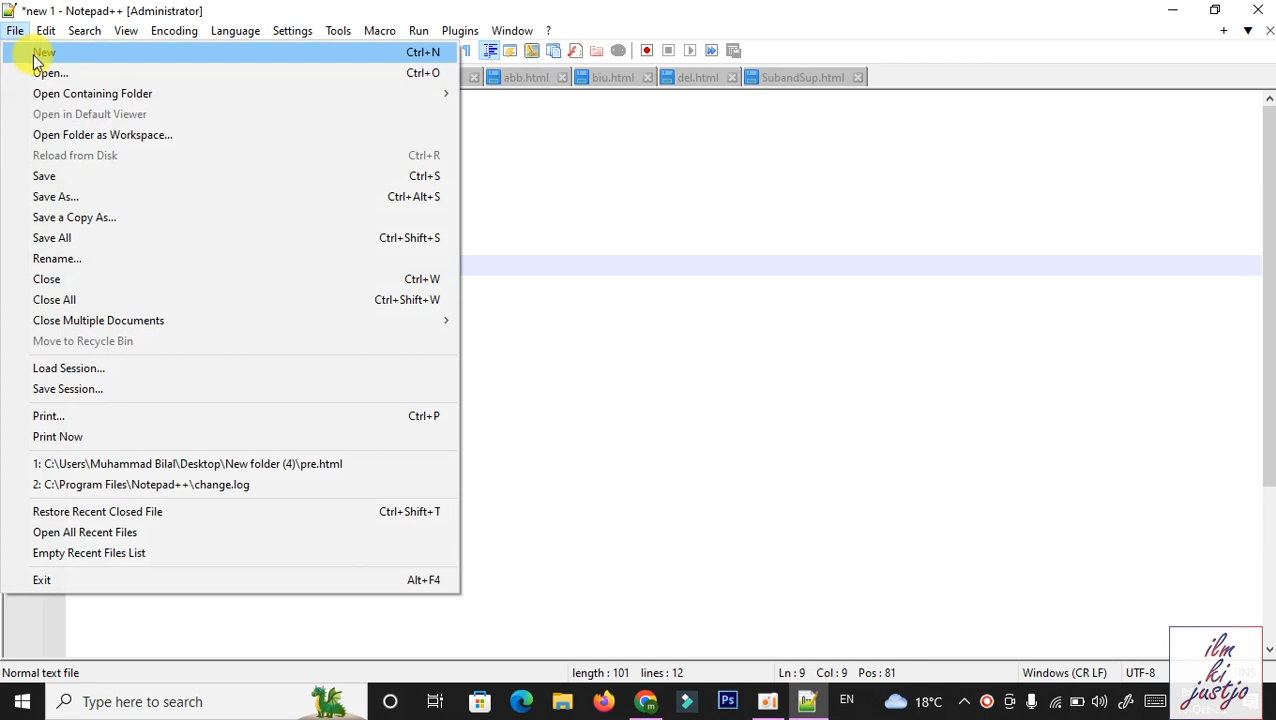 *new 1 - Notepad++ [Administrator]
File Edit Search View Encoding Language Settings Tools Macro Run Plugins Window ?
New Ctrl+N
Open... Ctrl+O
abb.html biu.html del.html SubandSup.html
Open Containing Folder
Open in Default Viewer
Open Folder as Workspace...
Reload from Disk Ctrl+R
Save Ctrl+S
Save As... Ctrl+Alt+S
Save a Copy As...
Save All Ctrl+Shift+S
Rename...
Close Ctrl+W
Close All Ctrl+Shift+W
Close Multiple Documents
Move to Recycle Bin
Load Session...
Save Session...
Print... Ctrl+P
Print Now
1: C:\Users\Muhammad Bilal\Desktop\New folder (4)\pre.html
2: C:\Program Files\Notepad++\change.log
Restore Recent Closed File Ctrl+Shift+T
Open All Recent Files
Empty Recent Files List
Exit Alt+F4
Normal text file length : 101 lines : 12 Ln : 9 Col : 9 Pos : 81 Windows (CR LF) UTF-8
ilm
ki
justjo
Type here to search
Ps
EN
18°C